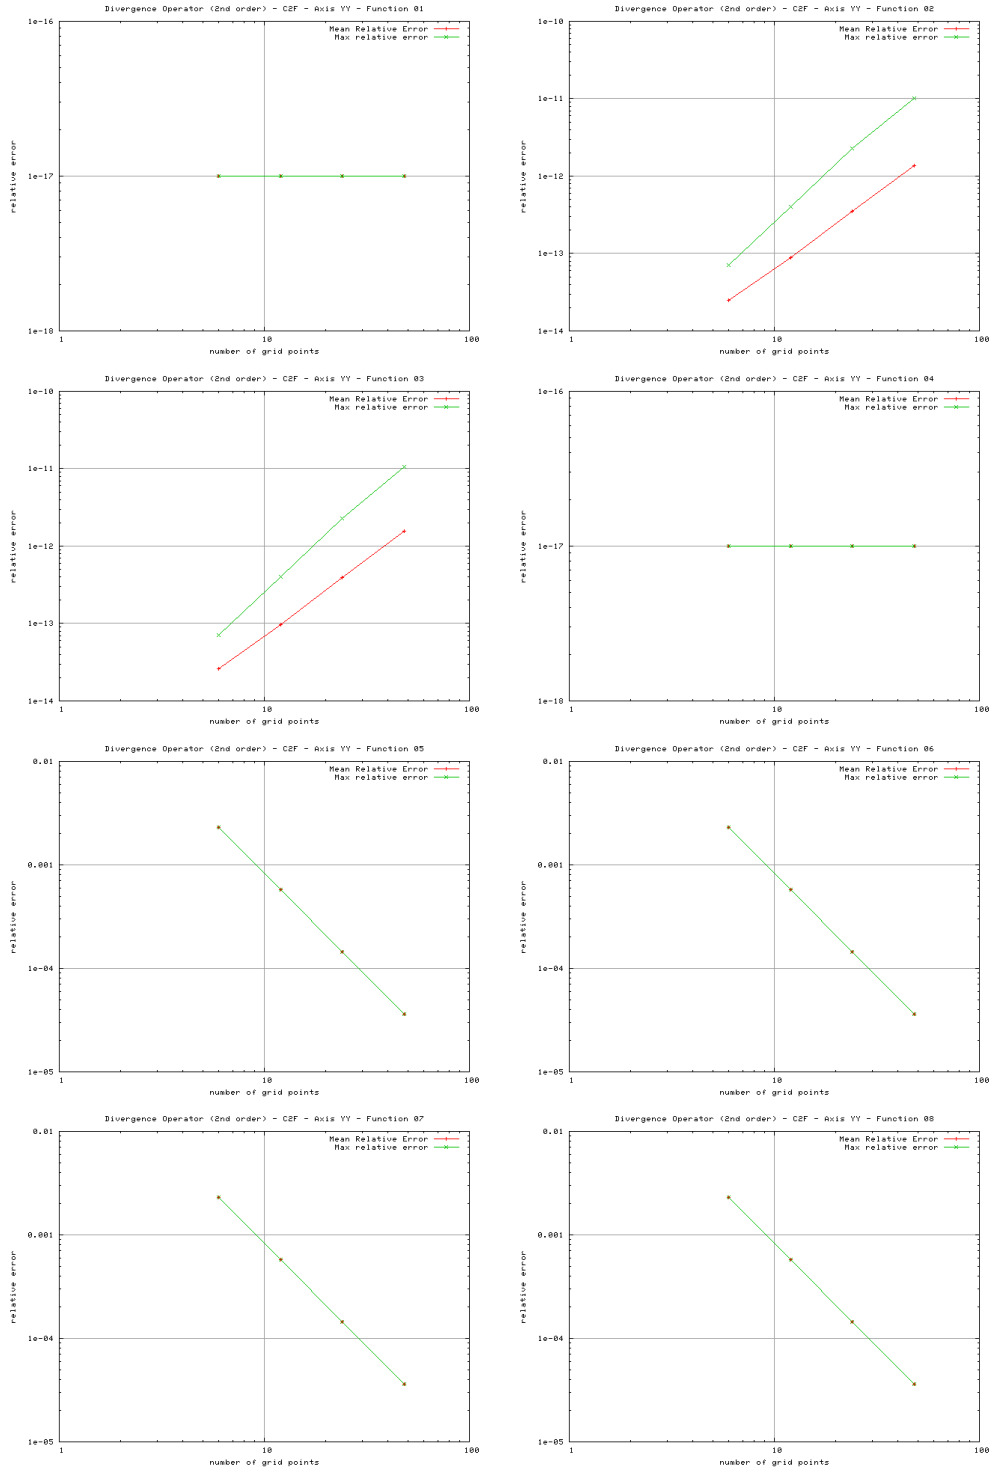 Divergence Operator (2nd order) - C2F - Axis YY - Function 01
1e-16
Mean Relative Error
Max relative error
relative error
1e-17
1e-18
1
10
100
number of grid points
Divergence Operator (2nd order) - C2F - Axis YY - Function 02
1e-10
Mean Relative Error
Max relative error
1e-11
relative error
1e-12
1e-13
1e-14
1
10
100
number of grid points
Divergence Operator (2nd order) - C2F - Axis YY - Function 03
1e-10
Mean Relative Error
Max relative error
1e-11
relative error
1e-12
1e-13
1e-14
1
10
100
number of grid points
Divergence Operator (2nd order) - C2F - Axis YY - Function 04
1e-16
Mean Relative Error
Max relative error
relative error
1e-17
1e-18
1
10
100
number of grid points
Divergence Operator (2nd order) - C2F - Axis YY - Function 05
0.01
Mean Relative Error
Max relative error
0.001
relative error
1e-04
1e-05
1
10
100
number of grid points
Divergence Operator (2nd order) - C2F - Axis YY - Function 06
0.01
Mean Relative Error
Max relative error
0.001
relative error
1e-04
1e-05
1
10
100
number of grid points
Divergence Operator (2nd order) - C2F - Axis YY - Function 07
0.01
Mean Relative Error
Max relative error
0.001
relative error
1e-04
1e-05
1
10
100
number of grid points
Divergence Operator (2nd order) - C2F - Axis YY - Function 08
0.01
Mean Relative Error
Max relative error
0.001
relative error
1e-04
1e-05
1
10
100
number of grid points